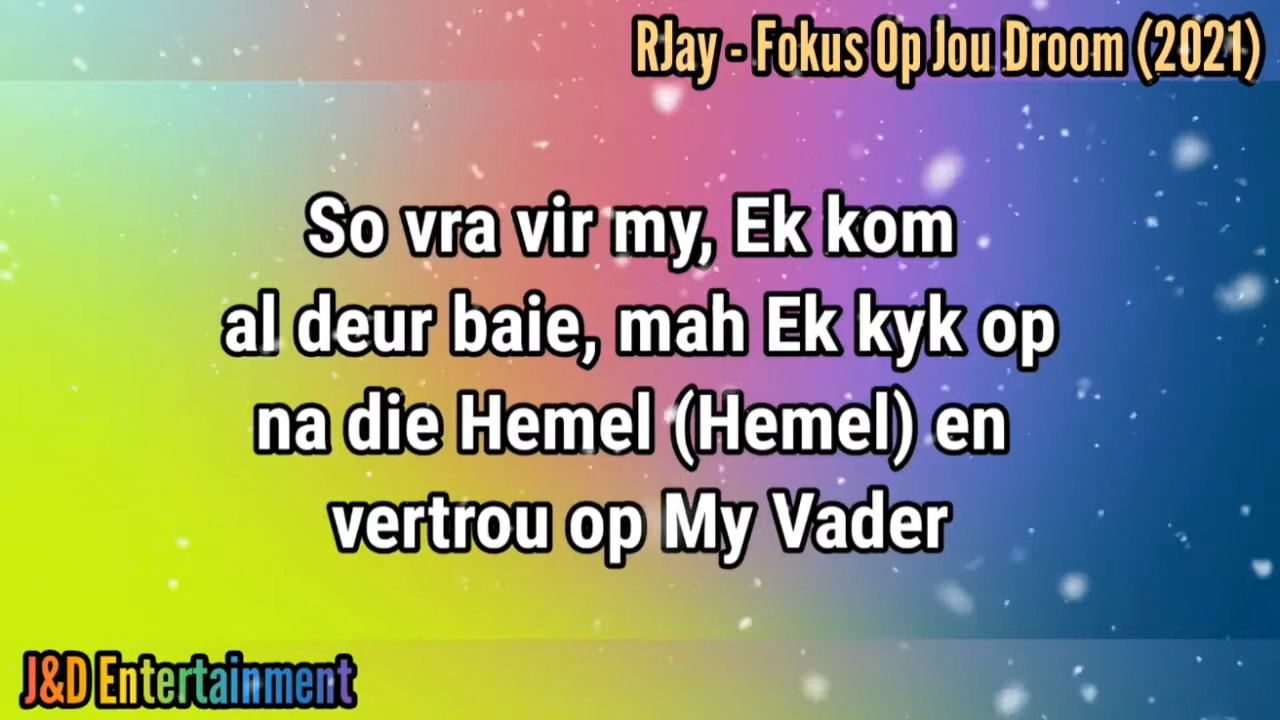 RJay - Fokus Op Jou Droom (2021)
So vra vir my, Ek kom
al deur baie, mah Ek kyk op
na die Hemel (Hemel) en
vertrou op My Vader
J&D Entertainment